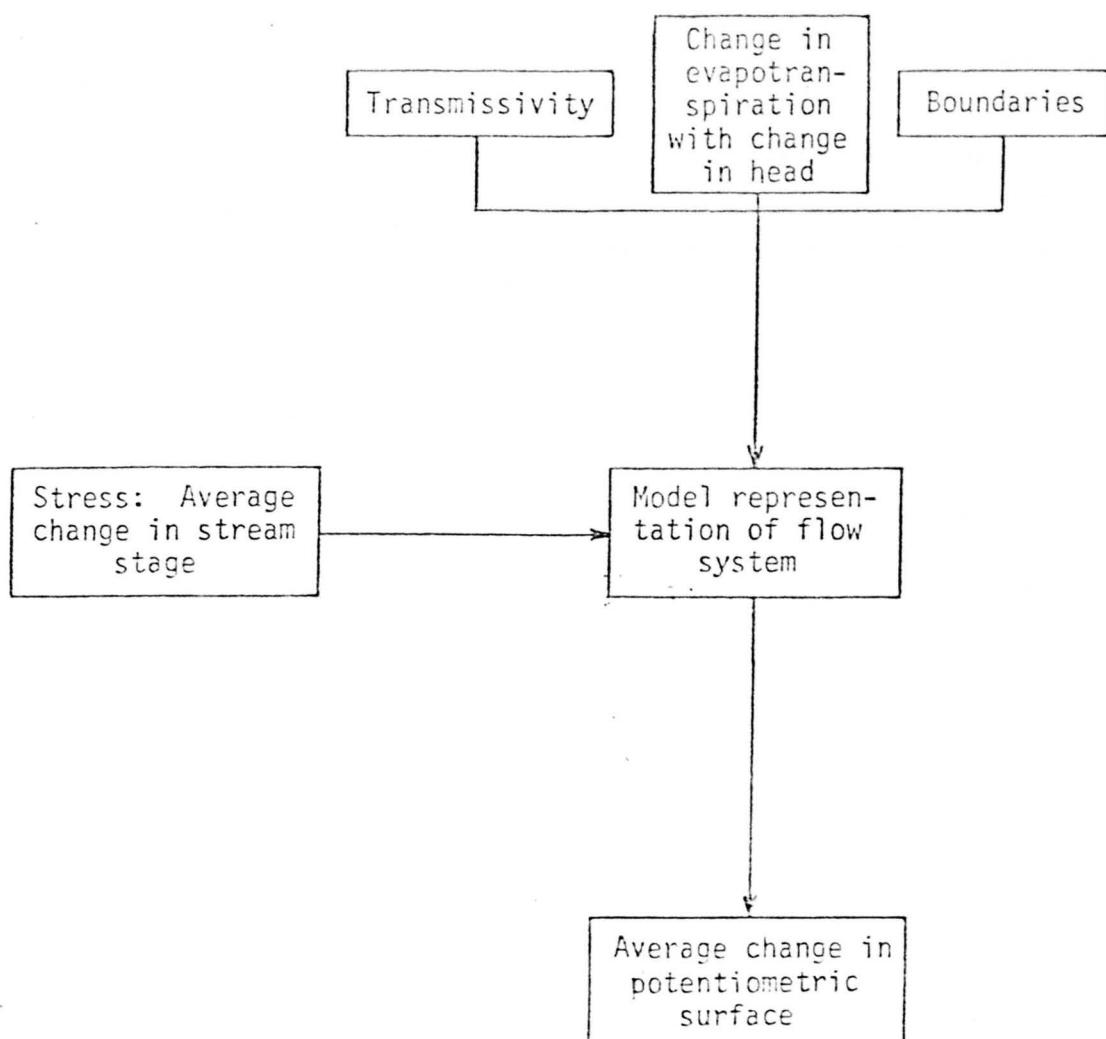 Transmissivity
Change in
evapotran-
spiration
with change
in head
Boundaries
Stress: Average
change in stream
stage
Model represen-
tation of flow
system
Average change in
potentiometric
surface